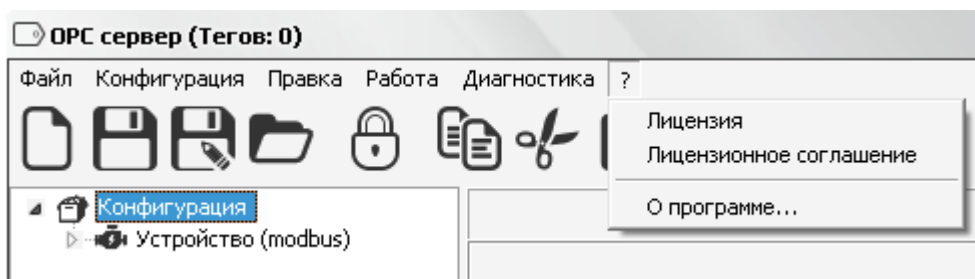 OPC сервер (Тегов: 0)
Файл Конфигурация Правка Работа Диагностика ?
Лицензия
Лицензионное соглашение
О программе...
Конфигурация
Устройство (modbus)